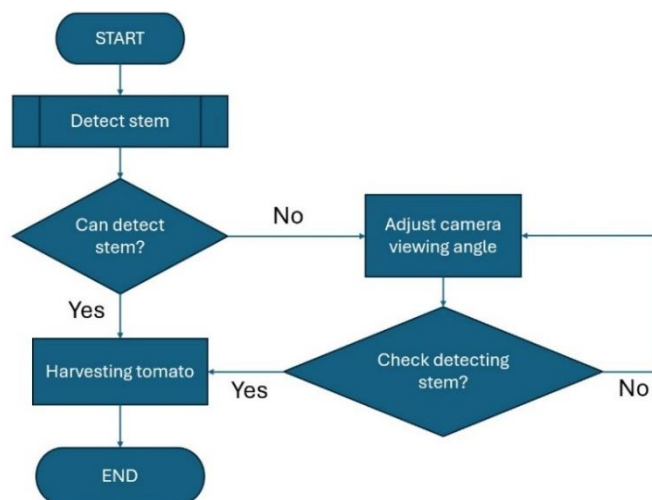 START
Detect stem
Can detect
stem?
No
Adjust camera
viewing angle
Yes
Harvesting tomato
Yes
Check detecting
stem?
No
END